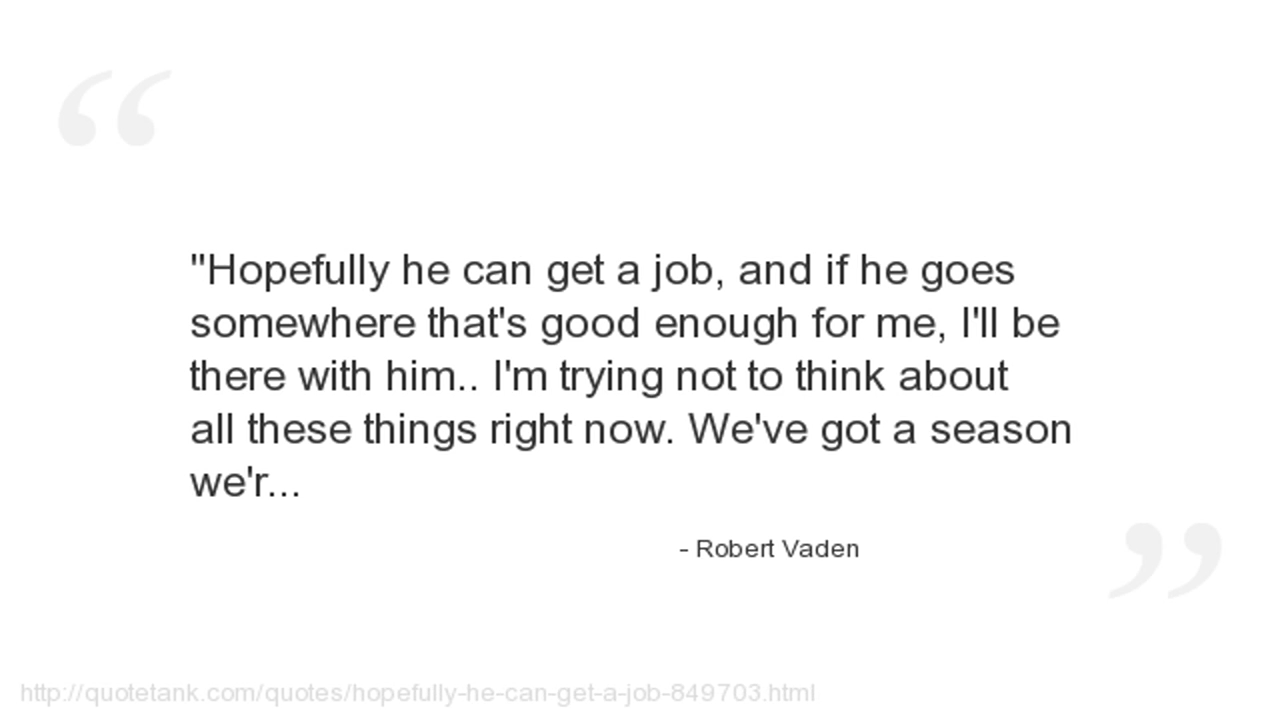 "Hopefully he can get a job, and if he goes
somewhere that's good enough for me, I'll be
there with him.. I'm trying not to think about
all these things right now. We've got a season
we'r...
- Robert Vaden
http://quotetank.com/quotes/hopefully-he-can-get-a-job-849703.html